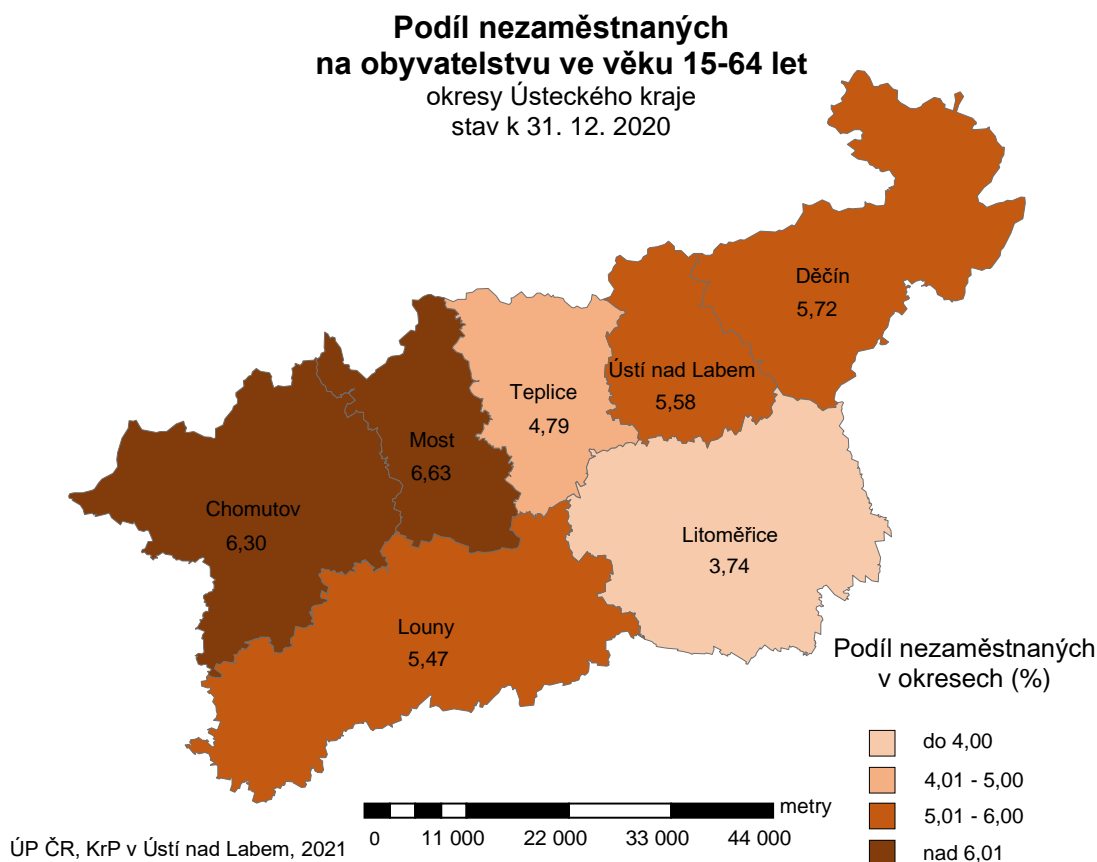 Podíl nezaměstnaných
na obyvatelstvu ve věku 15-64 let
okresy Ústeckého kraje
stav k 31. 12. 2020
Děčín
5,72
Ústí nad Labem
5,58
Teplice
4,79
Most
6,63
Chomutov
6,30
Litoměřice
3,74
Louny
5,47
Podíl nezaměstnaných
v okresech (%)
do 4,00
4,01 - 5,00
5,01 - 6,00
nad 6,01
metry
0 11 000 22 000 33 000 44 000
ÚP ČR, KrP v Ústí nad Labem, 2021